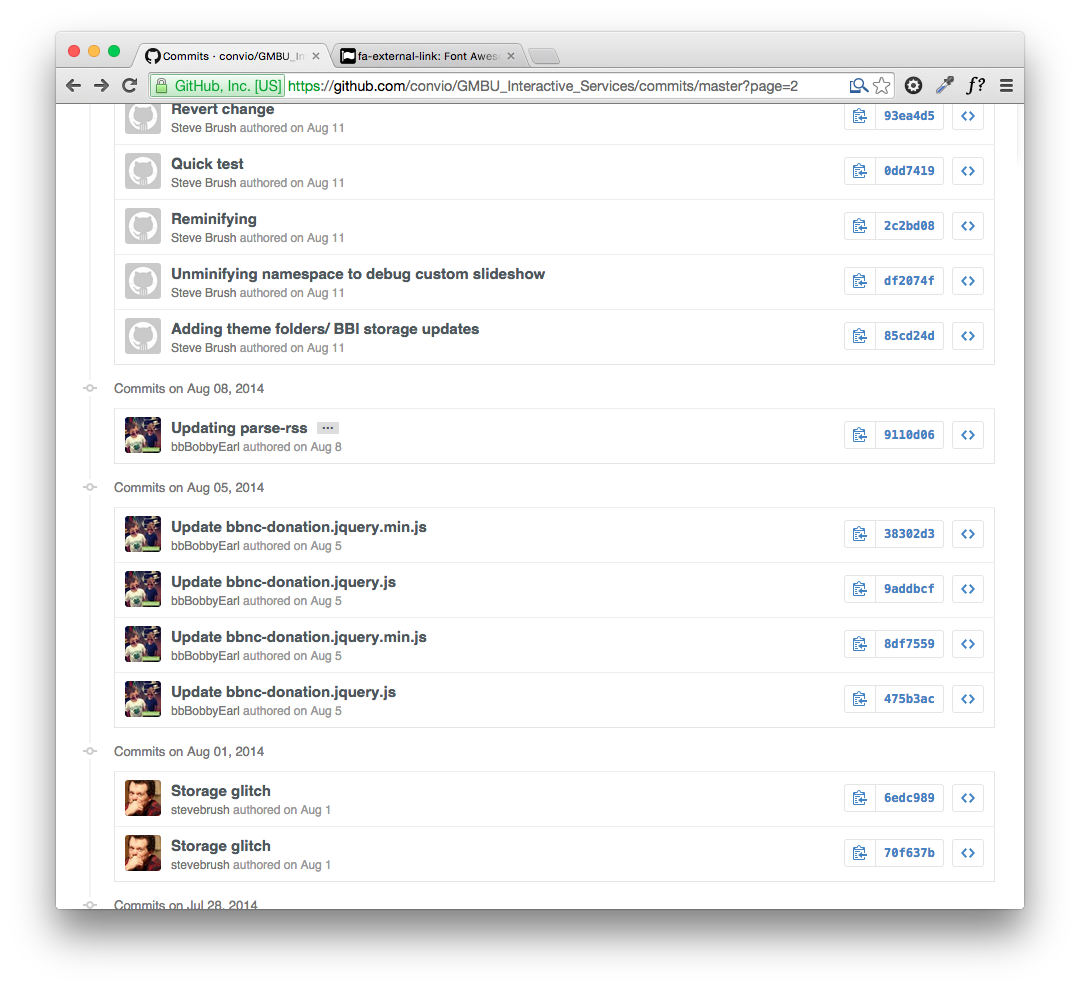 Commits · convio/GMBU_In
fa-external-link: Font Awes
GitHub, Inc. [US] https://github.com/convio/GMBU_Interactive_Services/commits/master?page=2
f?
Revert change
Steve Brush authored on Aug 11
93ea4d5
Quick test
Steve Brush authored on Aug 11
0dd7419
Reminifying
Steve Brush authored on Aug 11
2c2bd08
Unminifying namespace to debug custom slideshow
Steve Brush authored on Aug 11
df2074f
Adding theme folders/ BBI storage updates
Steve Brush authored on Aug 11
85cd24d
Commits on Aug 08, 2014
Updating parse-rss …
bbBobbyEarl authored on Aug 8
9110d06
Commits on Aug 05, 2014
Update bbnc-donation.jquery.min.js
bbBobbyEarl authored on Aug 5
38302d3
Update bbnc-donation.jquery.js
bbBobbyEarl authored on Aug 5
9addbcf
Update bbnc-donation.jquery.min.js
bbBobbyEarl authored on Aug 5
8df7559
Update bbnc-donation.jquery.js
bbBobbyEarl authored on Aug 5
475b3ac
Commits on Aug 01, 2014
Storage glitch
stevebrush authored on Aug 1
6edc989
Storage glitch
stevebrush authored on Aug 1
70f637b
Commits on Jul 28, 2014